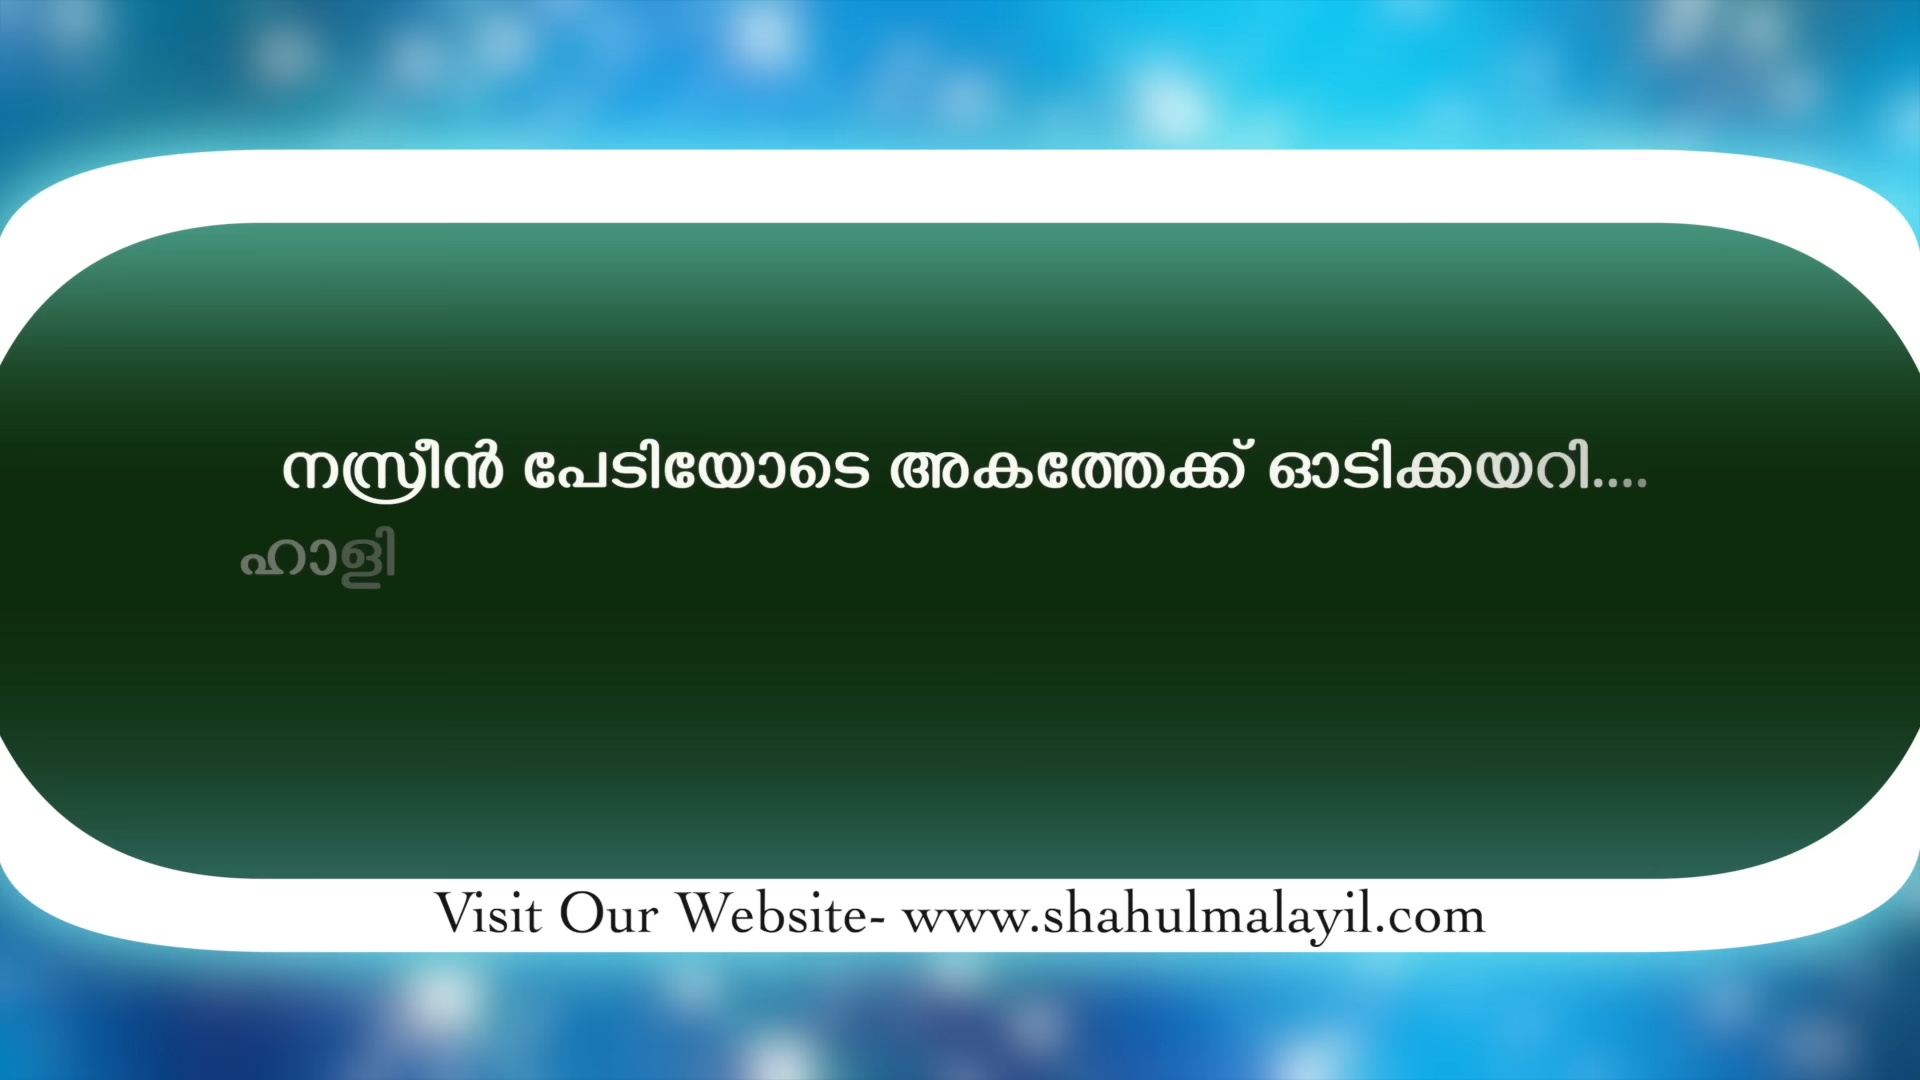 നസ്രീൻ പേടിയോടെ അകത്തേക്ക് ഓടിക്കയറി....
ഹാളി
Visit Our Website- www.shahulmalayil.com